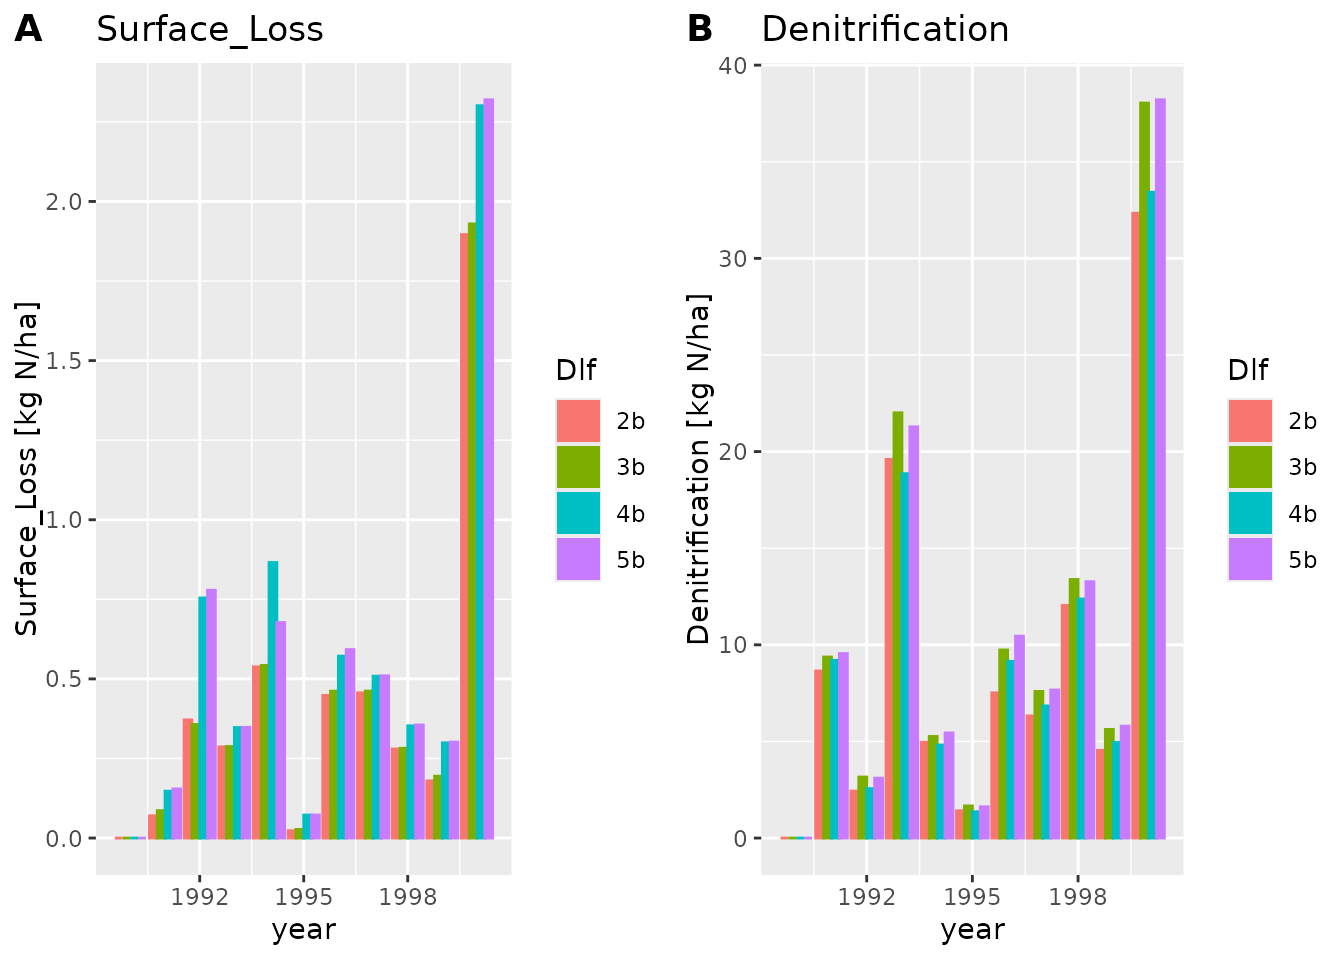 A Surface_Loss
Surface_Loss [kg N/ha]
2.0
1.5
1.0
0.5
0.0
1992 1995 1998
year
Dlf
2b
3b
4b
5b
B Denitrification
Denitrification [kg N/ha]
40
30
20
10
0
1992 1995 1998
year
Dlf
2b
3b
4b
5b